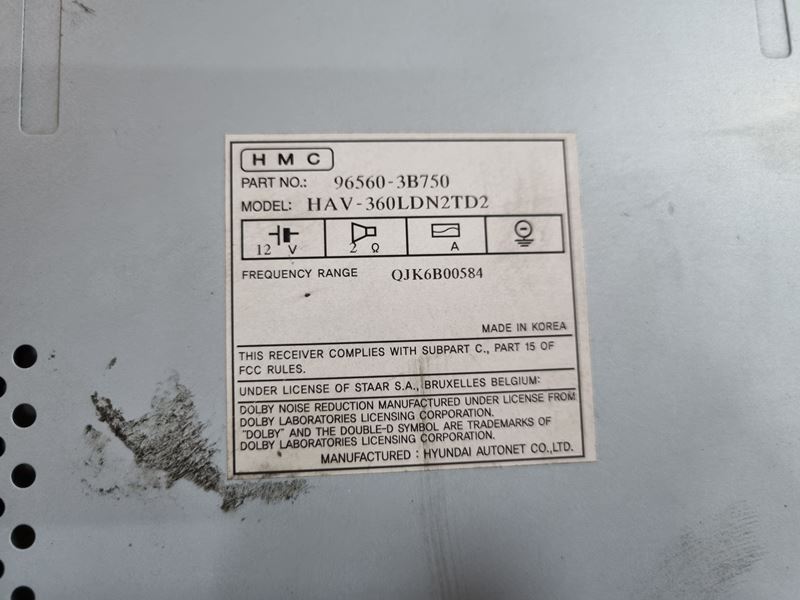 HMC
PART NO.: 96560-3B750
MODEL: HAV-360LDN2TD2
12 V 2 Ω A
FREQUENCY RANGE QJK6B00584
MADE IN KOREA
THIS RECEIVER COMPLIES WITH SUBPART C., PART 15 OF
FCC RULES.
UNDER LICENSE OF STAAR S.A., BRUXELLES BELGIUM:
DOLBY NOISE REDUCTION MANUFACTURED UNDER LICENSE FROM
DOLBY LABORATORIES LICENSING CORPORATION.
"DOLBY" AND THE DOUBLE-D SYMBOL ARE TRADEMARKS OF
DOLBY LABORATORIES LICENSING CORPORATION.
MANUFACTURED : HYUNDAI AUTONET CO.,LTD.